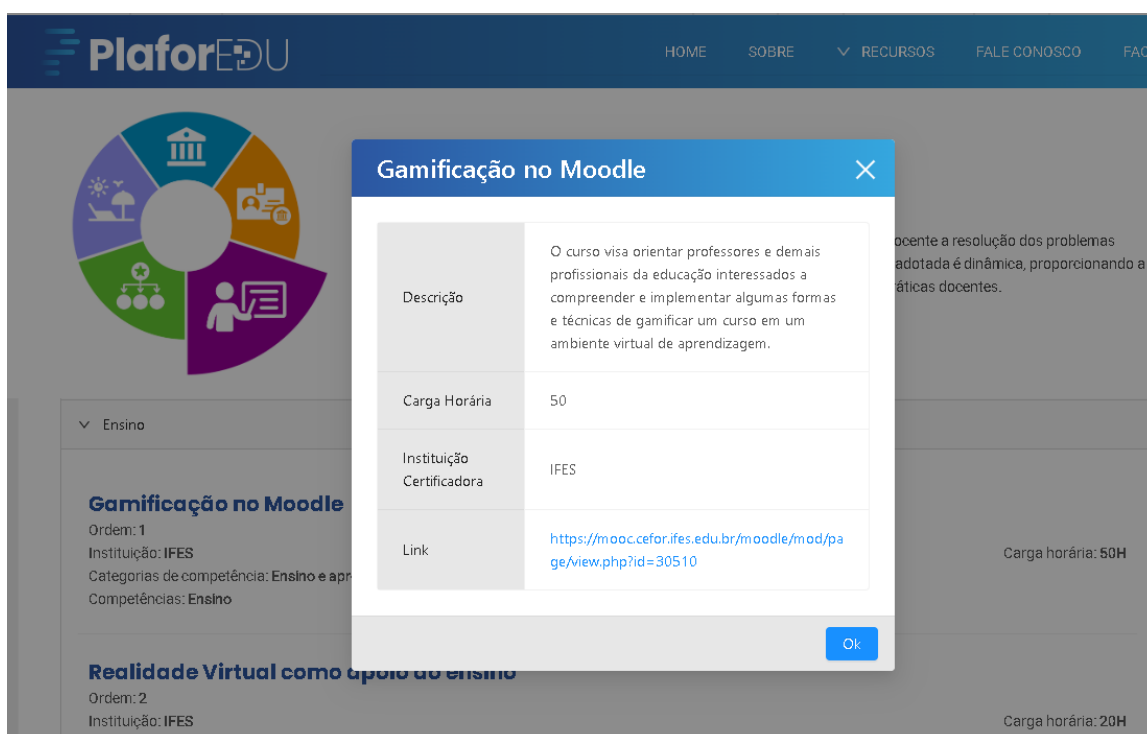 PlaforEDU
HOME SOBRE RECURSOS FALE CONOSCO
Gamificação no Moodle
ocente a resolução dos problemas
adotada é dinâmica, proporcionando a
áticas docentes.
Descrição
O curso visa orientar professores e demais
profissionais da educação interessados a
compreender e implementar algumas formas
e técnicas de gamificar um curso em um
ambiente virtual de aprendizagem.
Carga Horária
50
Instituição
Certificadora
IFES
Link
https://mooc.cefor.ifes.edu.br/moodle/mod/pa
ge/view.php?id=30510
Ok
Ensino
Gamificação no Moodle
Ordem: 1
Instituição: IFES
Carga horária: 50H
Categorias de competência: Ensino e apr
Competências: Ensino
Realidade Virtual como apoio ao ensino
Ordem: 2
Instituição: IFES
Carga horária: 20H